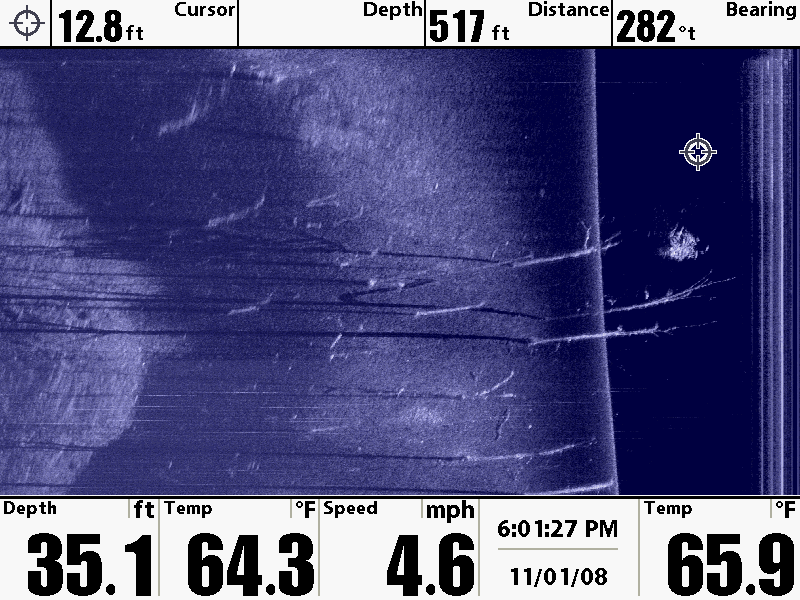 Cursor 12.8 ft
Depth
Distance 517 ft
Bearing 282 °t
Depth ft 35.1
Temp °F 64.3
Speed mph 4.6
6:01:27 PM
11/01/08
Temp °F 65.9